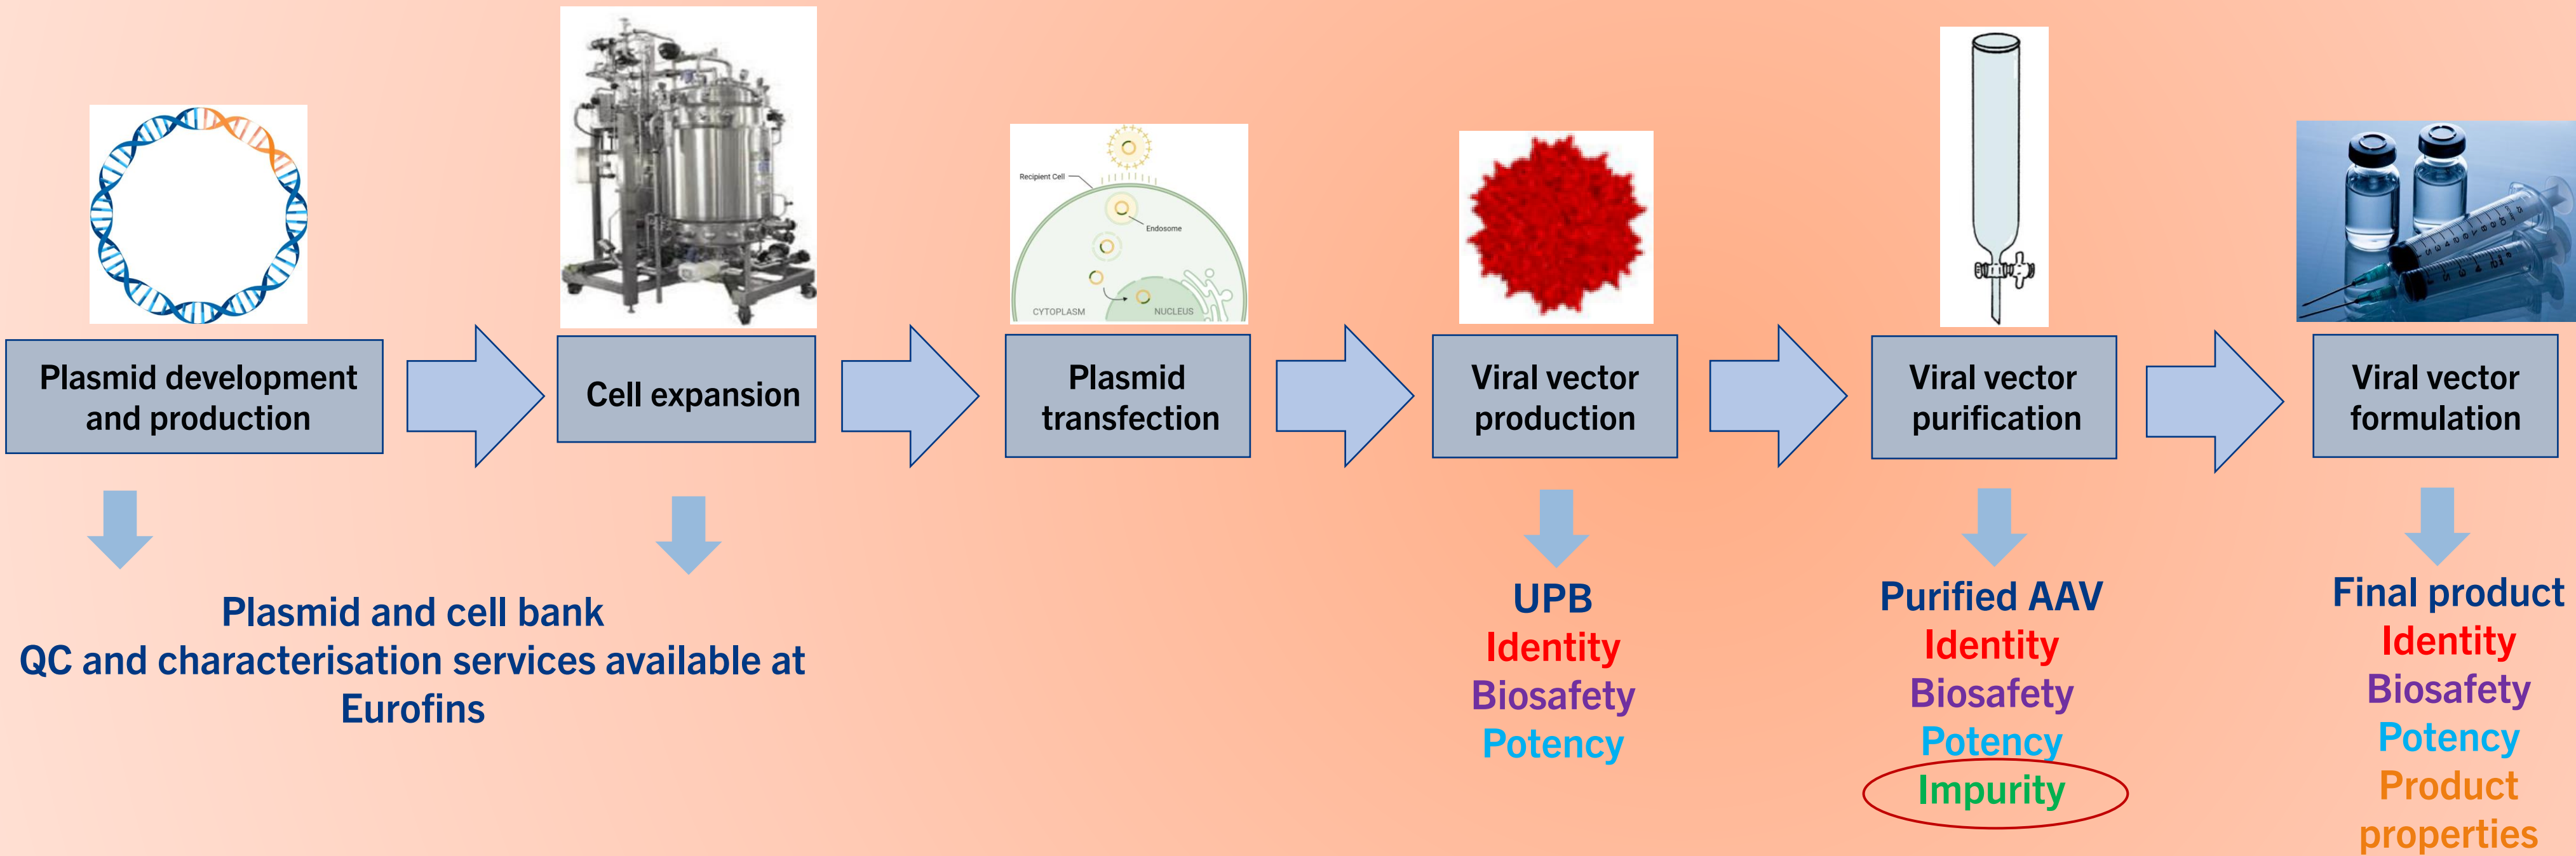 Recipient Cell
Endosome
CYTOPLASM
NUCLEUS
Plasmid development
and production
Cell expansion
Plasmid
transfection
Viral vector
production
Viral vector
purification
Viral vector
formulation
Plasmid and cell bank
QC and characterisation services available at
Eurofins
UPB
Identity
Biosafety
Potency
Purified AAV
Identity
Biosafety
Potency
Impurity
Final product
Identity
Biosafety
Potency
Product
properties